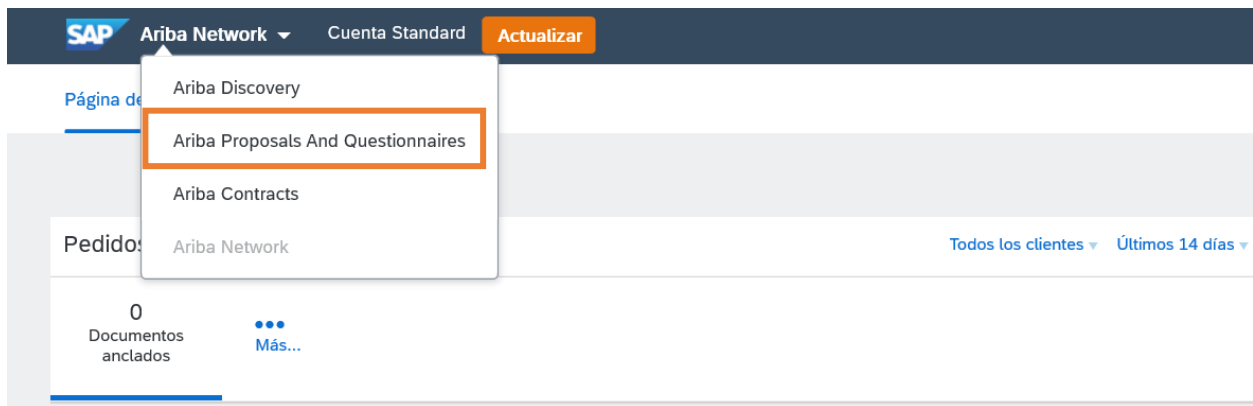 SAP Ariba Network Cuenta Standard Actualizar
Ariba Discovery
Página de
Ariba Proposals And Questionnaires
Ariba Contracts
Pedidos Ariba Network Todos los clientes Últimos 14 días
0
Documentos
anclados
Más...